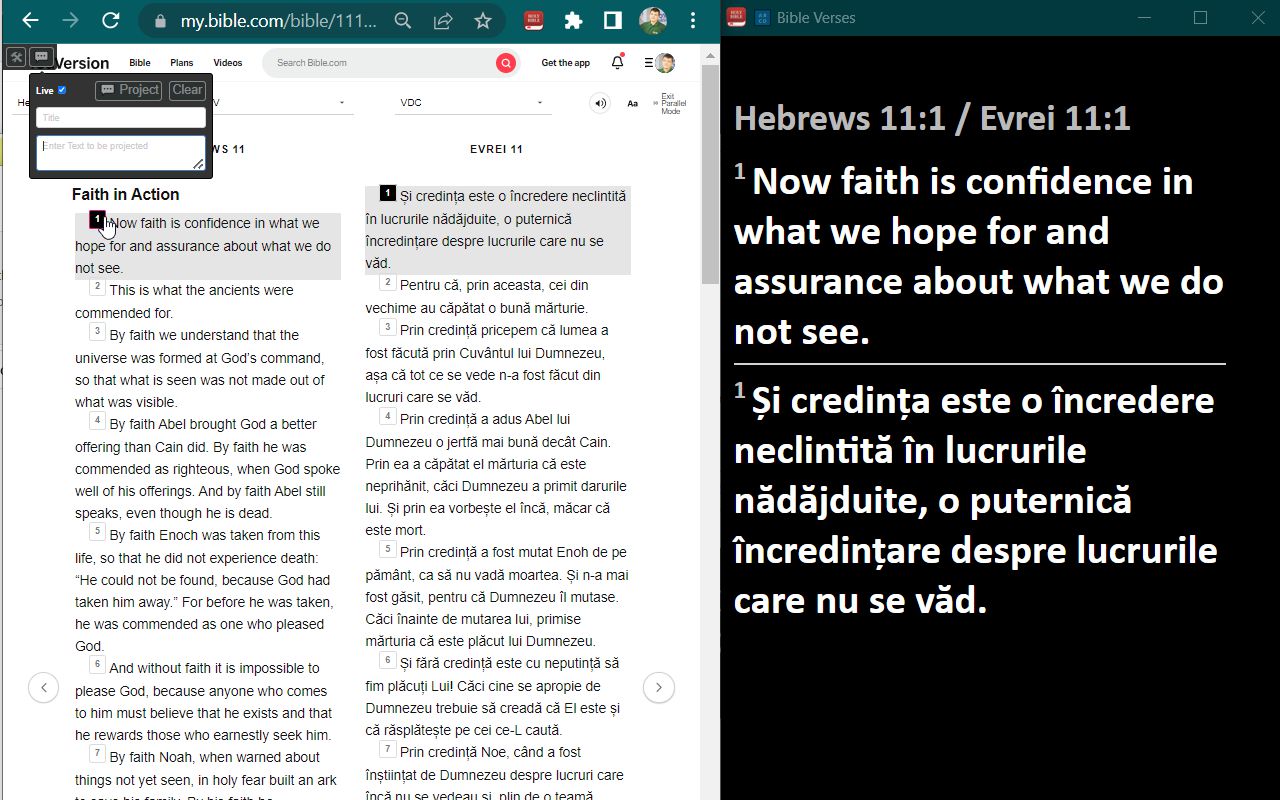 my.bible.com/bible/111...
Version
Bible
Plans
Videos
Search Bible.com
Get the app
Live
Project
Clear
Title
Enter Text to be projected
He
V
VDC
Aa
Exit
Parallel
Mode
WS 11
Faith in Action
1 Now faith is confidence in what we
hope for and assurance about what we do
not see.
2 This is what the ancients were
commended for.
3 By faith we understand that the
universe was formed at God’s command,
so that what is seen was not made out of
what was visible.
4 By faith Abel brought God a better
offering than Cain did. By faith he was
commended as righteous, when God spoke
well of his offerings. And by faith Abel still
speaks, even though he is dead.
5 By faith Enoch was taken from this
life, so that he did not experience death:
“He could not be found, because God had
taken him away.” For before he was taken,
he was commended as one who pleased
God.
6 And without faith it is impossible to
please God, because anyone who comes
to him must believe that he exists and that
he rewards those who earnestly seek him.
7 By faith Noah, when warned about
things not yet seen, in holy fear built an ark
EVREI 11
1 Și credința este o încredere neclintită
în lucrurile nădăjduite, o puternică
încredințare despre lucrurile care nu se
văd.
2 Pentru că, prin aceasta, cei din
vechime au căpătat o bună mărturie.
3 Prin credință pricepem că lumea a
fost făcută prin Cuvântul lui Dumnezeu,
așa că tot ce se vede n-a fost făcut din
lucruri care se văd.
4 Prin credință a adus Abel lui
Dumnezeu o jertfă mai bună decât Cain.
Prin ea a căpătat el mărturia că este
neprihănit, căci Dumnezeu a primit darurile
lui. Și prin ea vorbește el încă, măcar că
este mort.
5 Prin credință a fost mutat Enoh de pe
pământ, ca să nu vadă moartea. Și n-a mai
fost găsit, pentru că Dumnezeu îl mutase.
Căci înainte de mutarea lui, primise
mărturia că este plăcut lui Dumnezeu.
6 Și fără credință este cu neputință să
fim plăcuți Lui! Căci cine se apropie de
Dumnezeu trebuie să creadă că El este și
că răsplătește pe cei ce-L caută.
7 Prin credință Noe, când a fost
înștiințat de Dumnezeu despre lucruri care
încă nu se vedeau și, plin de o teamă
Bible Verses
Hebrews 11:1 / Evrei 11:1
1 Now faith is confidence in
what we hope for and
assurance about what we do
not see.
1 Și credința este o încredere
neclintită în lucrurile
nădăjduite, o puternică
încredințare despre lucrurile
care nu se văd.